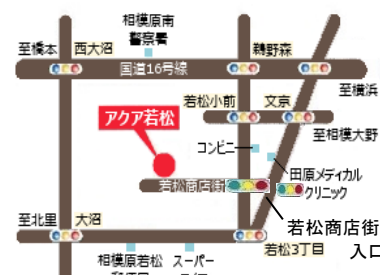 相模原南
警察署
至橋本
西大沼
鵜野森
国道16号線
至横浜
若松小前
文京
アクア若松
コンビニ
至相模大野
田原メディカル
クリニック
若松商店街
若松商店街
入口
至北里
大沼
若松3丁目
相模原若松
スーパー